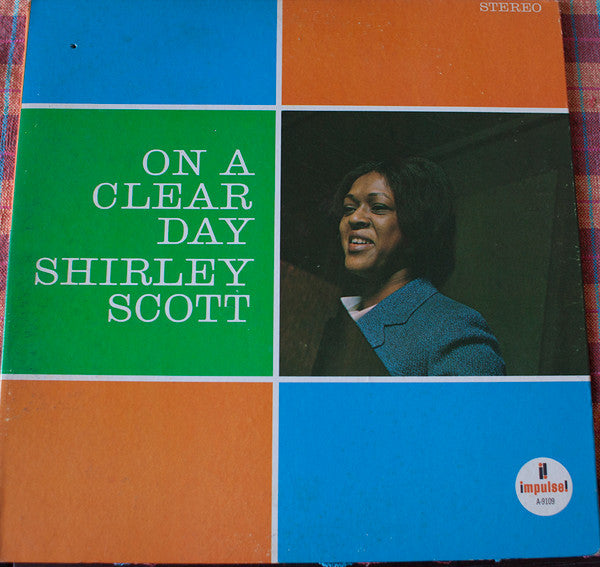 STEREO
ON A
CLEAR
DAY
SHIRLEY
SCOTT
i!
impulse!
A-9109